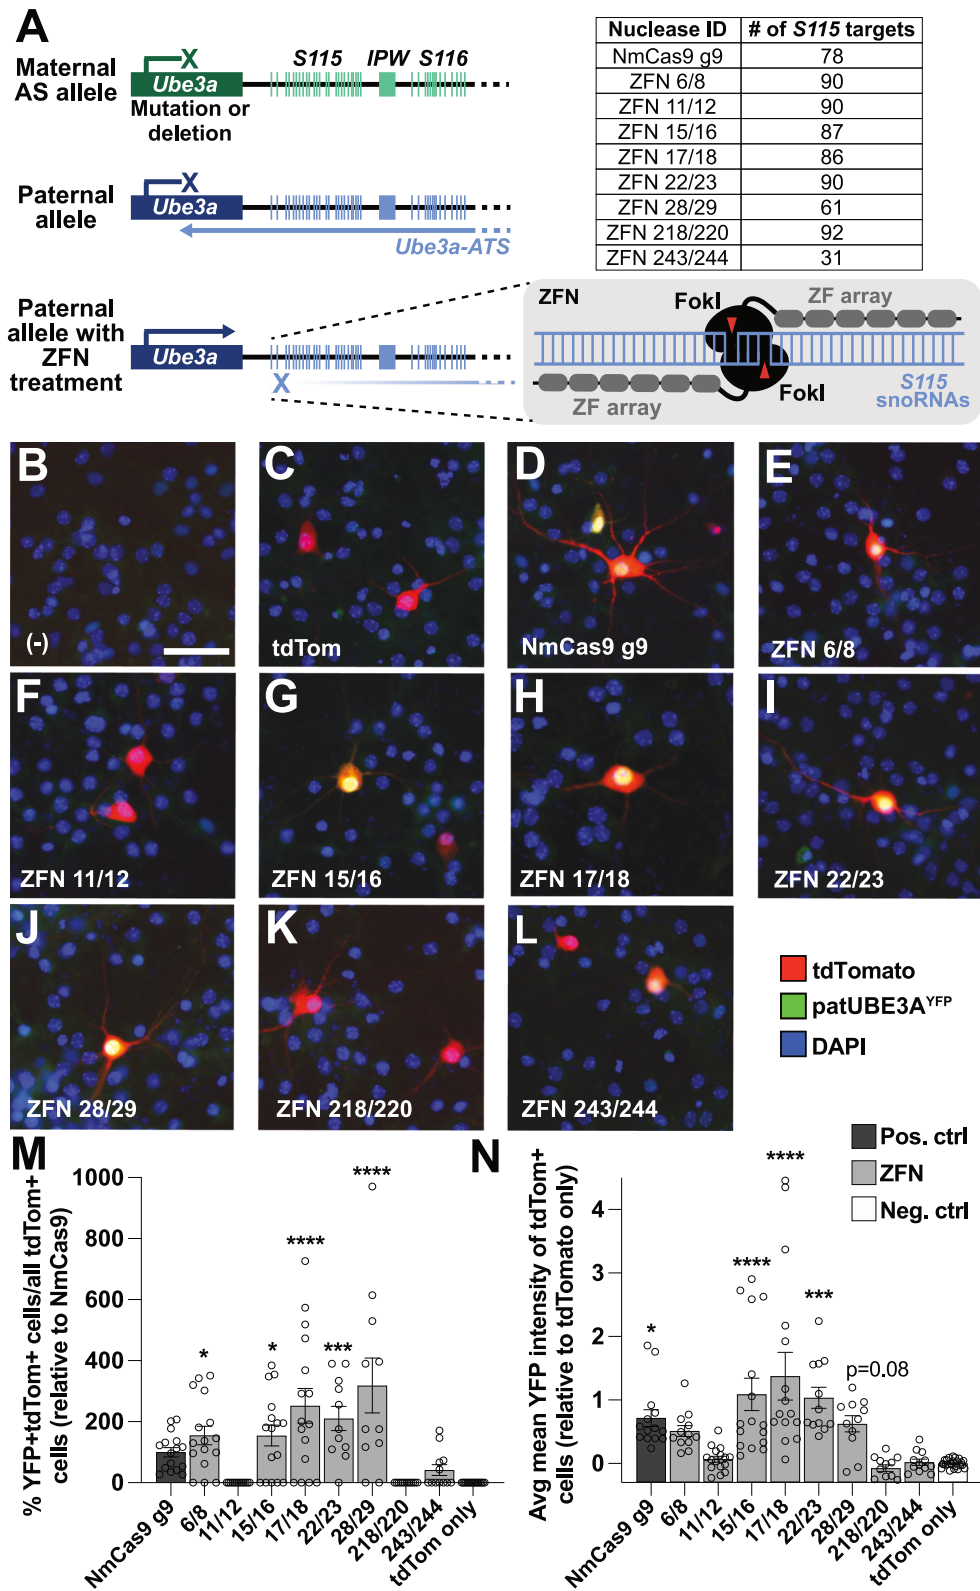 A
Maternal
AS allele
Ube3a
X
Mutation or
deletion
S115
IPW
S116
Paternal
allele
X
Ube3a
Ube3a-ATS
Paternal
allele with
ZFN
treatment
Ube3a
X
Nuclease ID # of S115 targets
NmCas9 g9 78
ZFN 6/8 90
ZFN 11/12 90
ZFN 15/16 87
ZFN 17/18 86
ZFN 22/23 90
ZFN 28/29 61
ZFN 218/220 92
ZFN 243/244 31
ZFN
FokI
ZF array
ZF array
FokI
S115
snoRNAs
B
(-)
C
tdTom
D
NmCas9 g9
E
ZFN 6/8
F
ZFN 11/12
G
ZFN 15/16
H
ZFN 17/18
I
ZFN 22/23
J
ZFN 28/29
K
ZFN 218/220
L
ZFN 243/244
tdTomato
patUBE3AYFP
DAPI
M
% YFP+tdTom+ cells/all tdTom+
cells (relative to NmCas9)
1000
800
600
400
200
0
*
*
****
***
****
NmCas9 g9
6/8
11/12
15/16
17/18
22/23
28/29
218/220
243/244
tdTom only
N
Avg mean YFP intensity of tdTom+
cells (relative to tdTomato only)
4
3
2
1
0
*
****
****
***
p=0.08
NmCas9 g9
6/8
11/12
15/16
17/18
22/23
28/29
218/220
243/244
tdTom only
Pos. ctrl
ZFN
Neg. ctrl